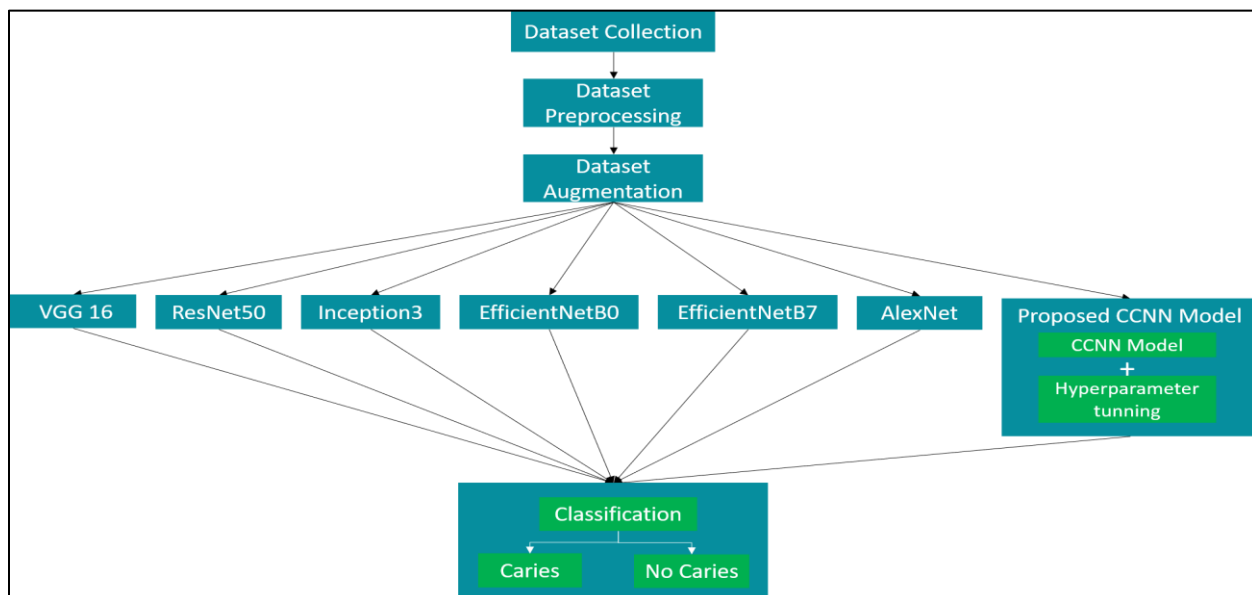 Dataset Collection
Dataset
Preprocessing
Dataset
Augmentation
VGG 16
ResNet50
Inception3
EfficientNetB0
EfficientNetB7
AlexNet
Proposed CCNN Model
CCNN Model
+
Hyperparameter
tunning
Classification
Caries
No Caries